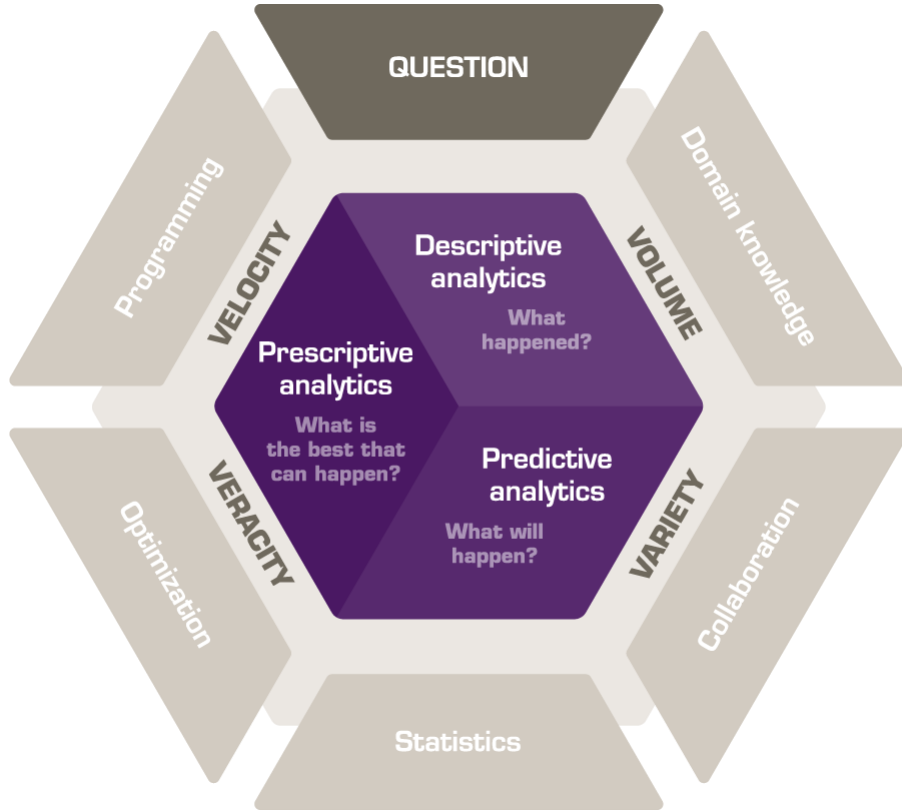 QUESTION
Programming
Domain knowledge
VELOCITY
VOLUME
Descriptive
analytics
What
happened?
Prescriptive
analytics
What is
the best that
can happen?
Predictive
analytics
What will
happen?
VERACITY
VARIETY
Optimization
Collaboration
Statistics